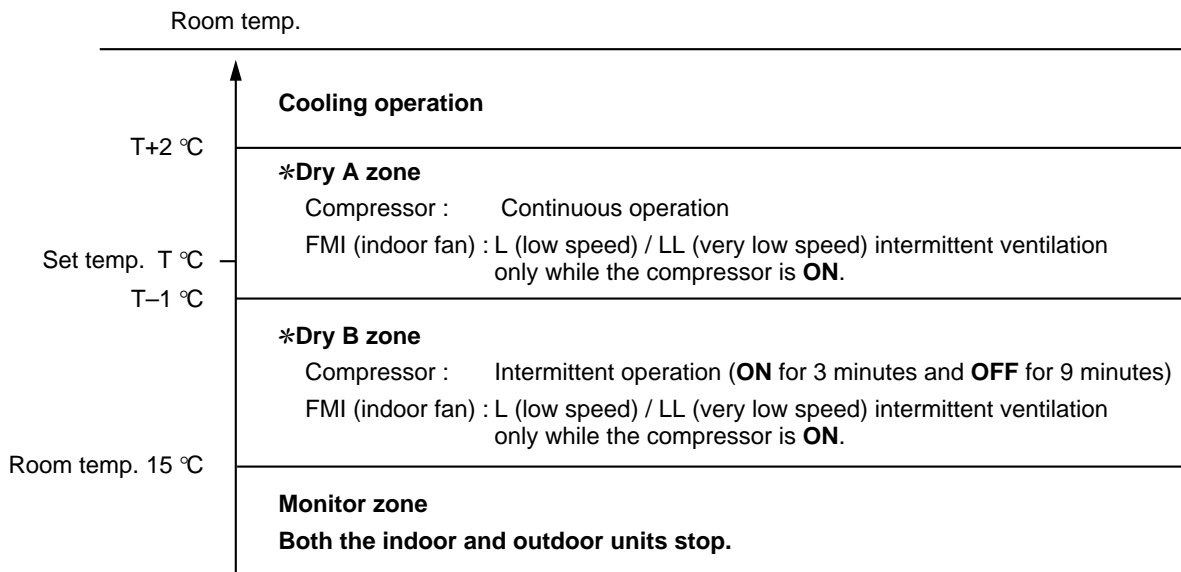 Room temp.
Cooling operation
T+2 °C
*Dry A zone
Compressor : Continuous operation
FMI (indoor fan) : L (low speed) / LL (very low speed) intermittent ventilation
only while the compressor is ON.
Set temp. T °C
T–1 °C
*Dry B zone
Compressor : Intermittent operation (ON for 3 minutes and OFF for 9 minutes)
FMI (indoor fan) : L (low speed) / LL (very low speed) intermittent ventilation
only while the compressor is ON.
Room temp. 15 °C
Monitor zone
Both the indoor and outdoor units stop.